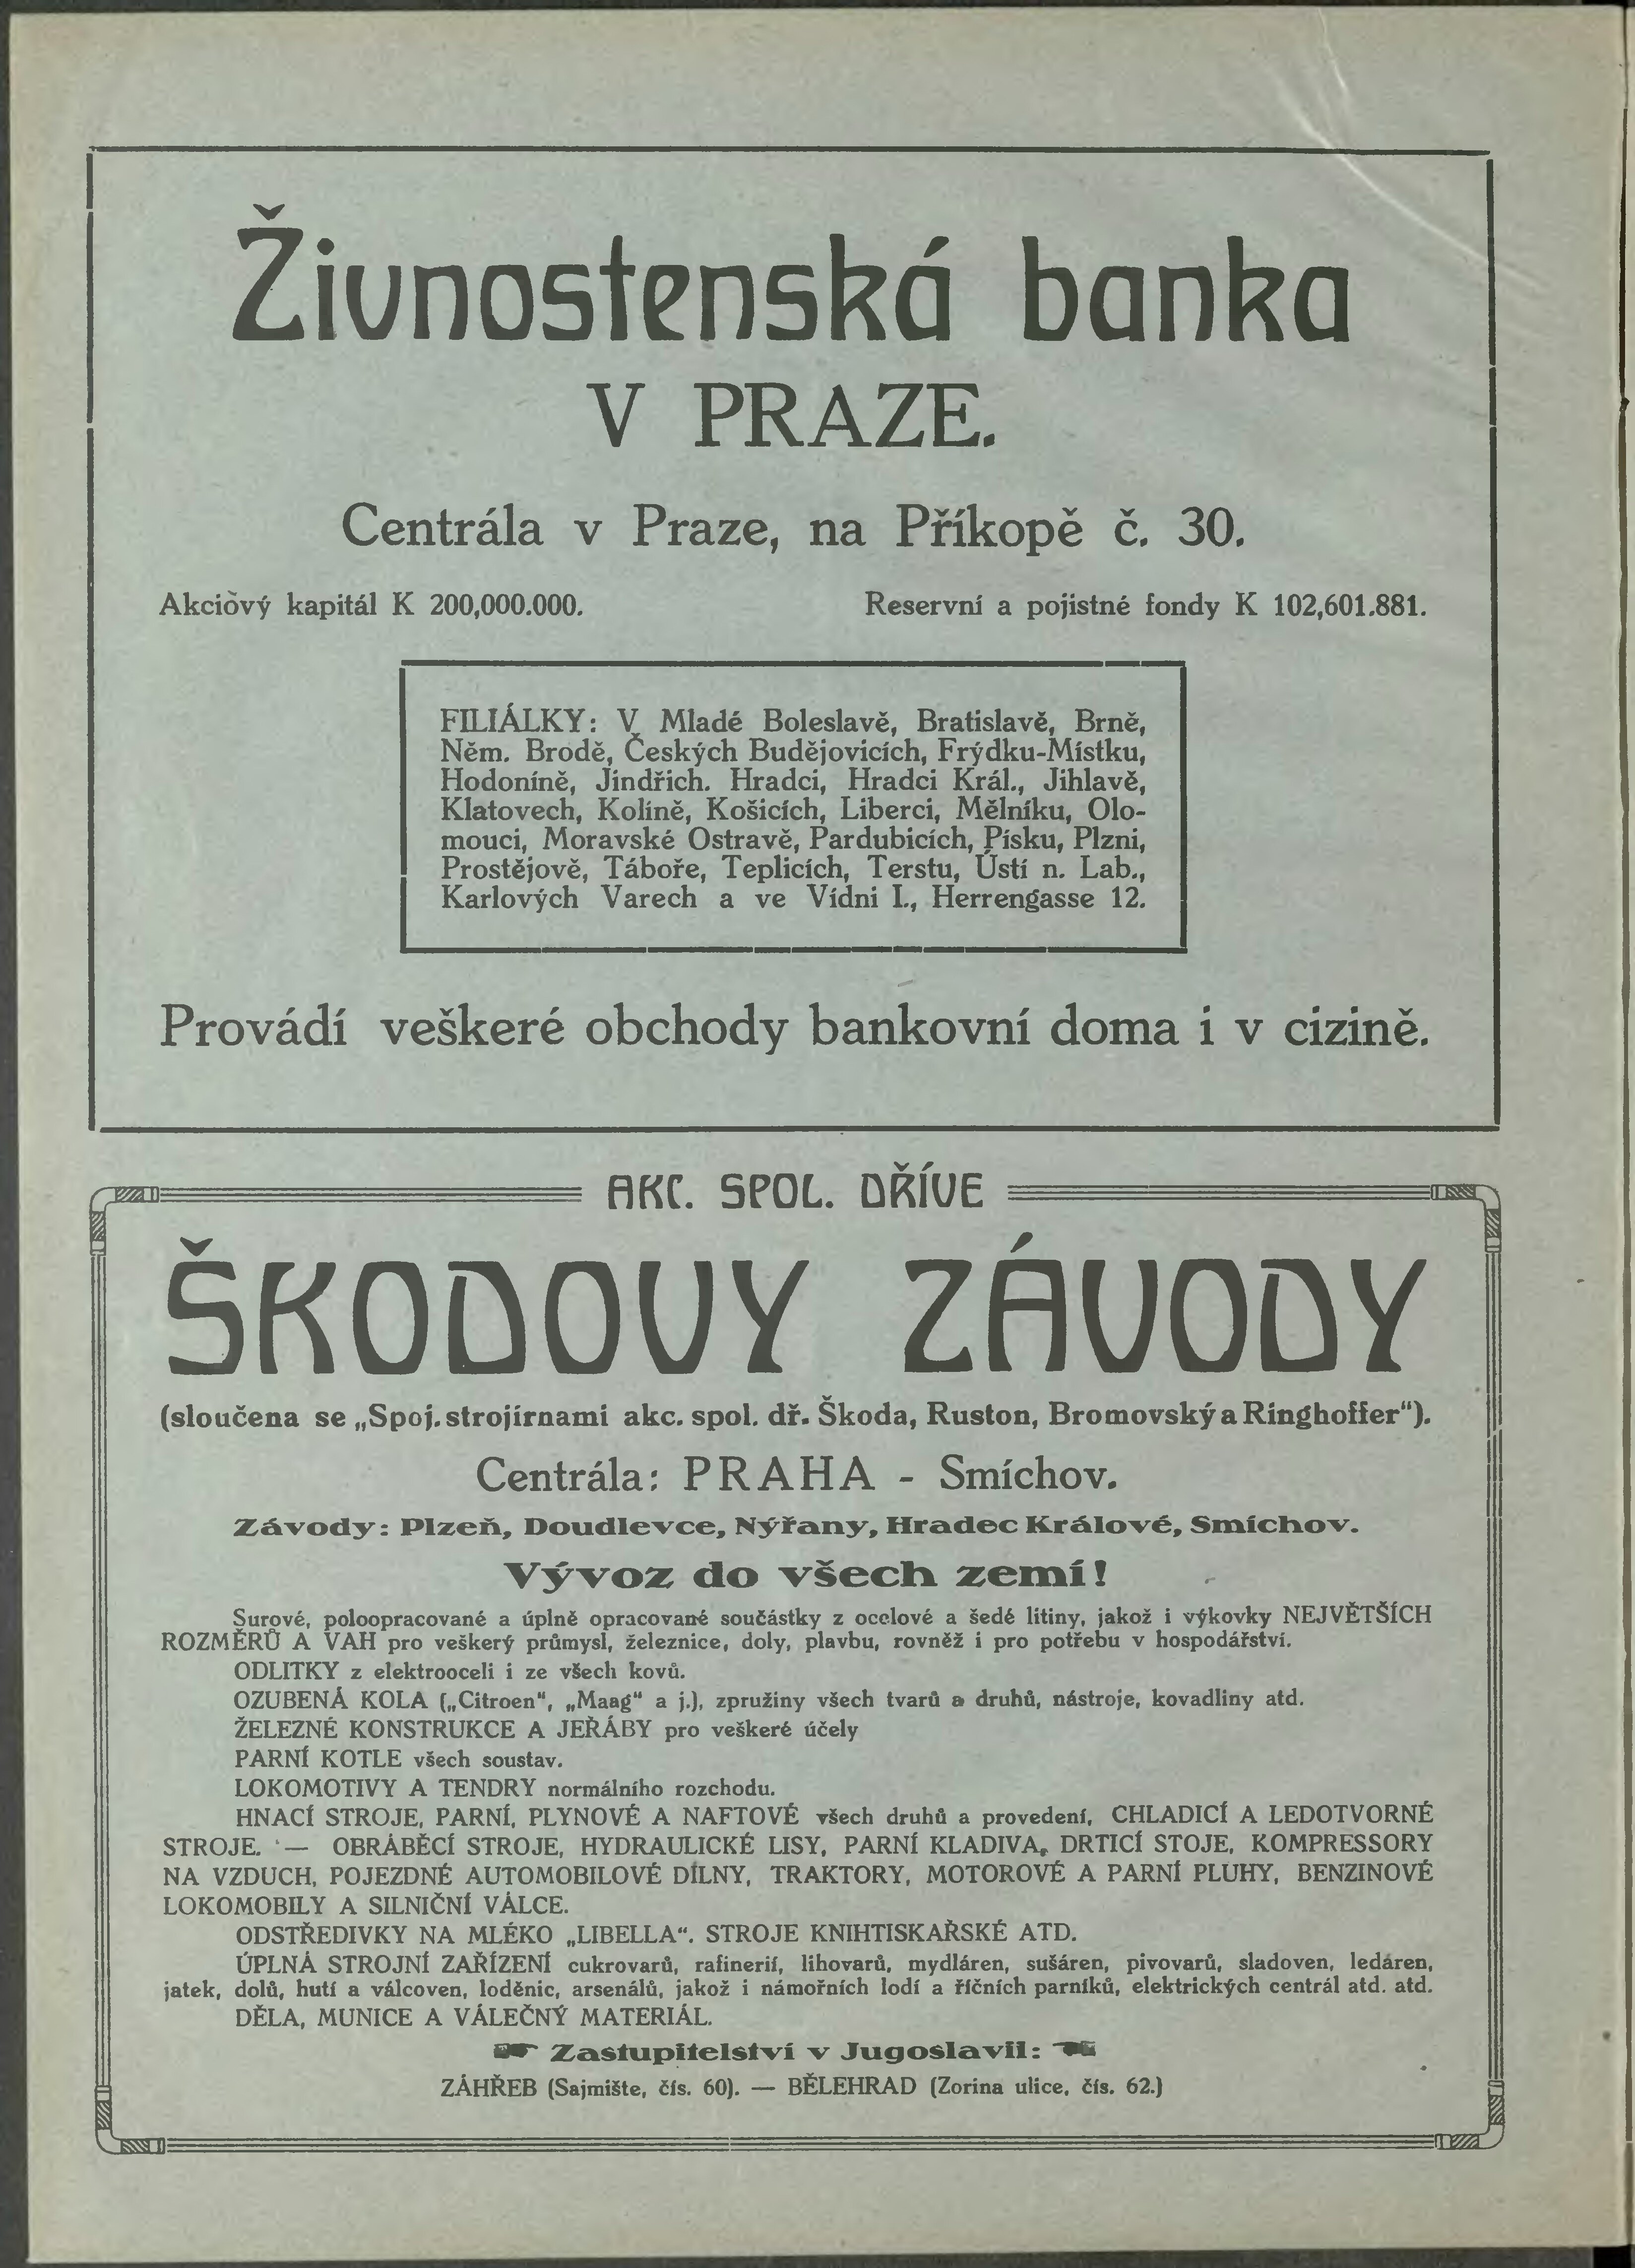 Živnostenská banka
V PRAZE.
Centrála v Praze, na Příkopě č. 30.
Akciový kapitál K 200,000.000. Reservní a pojistné fondy K 102,601.881.
FILIÁLKY: V Mladé Boleslavě, Bratislavě, Brně,
Něm. Brodě, Českých Budějovicích, Frýdku-Místku,
Hodoníně, Jindřich. Hradci, Hradci Král., Jihlavě,
Klatovech, Kolíně, Košicích, Liberci, Mělníku, Olo-
mouci, Moravské Ostravě, Pardubicích, Písku, Plzni,
Prostějově, Táboře, Teplicích, Terstu, Ústí n. Lab.,
Karlových Varech a ve Vídni I., Herrengasse 12.
Provádí veškeré obchody bankovní doma i v cizině.
AKC. SPOL. DŘÍVE
ŠKODOVY ZÁVODY
(sloučena se „Spoj. strojírnami akc. spol. dř. Škoda, Ruston, Bromovský a Ringhoffer“).
Centrála: PRAHA - Smíchov.
Závody: Plzeň, Doudlevce, Nýřany, Hradec Králové, Smíchov.
Vývoz do všech zemí!
Surové, poloopracované a úplně opracované součástky z ocelové a šedé litiny, jakož i výkovky NEJVĚTŠÍCH
ROZMĚRŮ A VAH pro veškerý průmysl, železnice, doly, plavbu, rovněž i pro potřebu v hospodářství.
ODLITKY z elektrooceli i ze všech kovů.
OZUBENÁ KOLA („Citroen“, „Maag“ a j.), zpružiny všech tvarů a druhů, nástroje, kovadliny atd.
ŽELEZNÉ KONSTRUKCE A JEŘÁBY pro veškeré účely
PARNÍ KOTLE všech soustav.
LOKOMOTIVY A TENDRY normálního rozchodu.
HNACÍ STROJE, PARNÍ, PLYNOVÉ A NAFTOVÉ všech druhů a provedení, CHLADICÍ A LEDOTVORNÉ
STROJE. — OBRÁBĚCÍ STROJE, HYDRAULICKÉ LISY, PARNÍ KLADIVA, DRTICÍ STOJE, KOMPRESSORY
NA VZDUCH, POJEZDNÉ AUTOMOBILOVÉ DÍLNY, TRAKTORY, MOTOROVÉ A PARNÍ PLUHY, BENZINOVÉ
LOKOMOBILY A SILNIČNÍ VÁLCE.
ODSTŘEDIVKY NA MLÉKO „LIBELLA“. STROJE KNIHTISKAŘSKÉ ATD.
ÚPLNÁ STROJNÍ ZAŘÍZENÍ cukrovarů, rafinerií, lihovarů, mydláren, sušáren, pivovarů, sladoven, ledáren,
jatek, dolů, hutí a válcoven, loděnic, arsenálů, jakož i námořních lodí a říčních parníků, elektrických centrál atd. atd.
DĚLA, MUNICE A VÁLEČNÝ MATERIÁL.
☛ Zastupitelství v Jugoslavii: ☚
ZÁHŘEB (Sajmište, čís. 60). — BĚLEHRAD (Zorina ulice, čís. 62.)